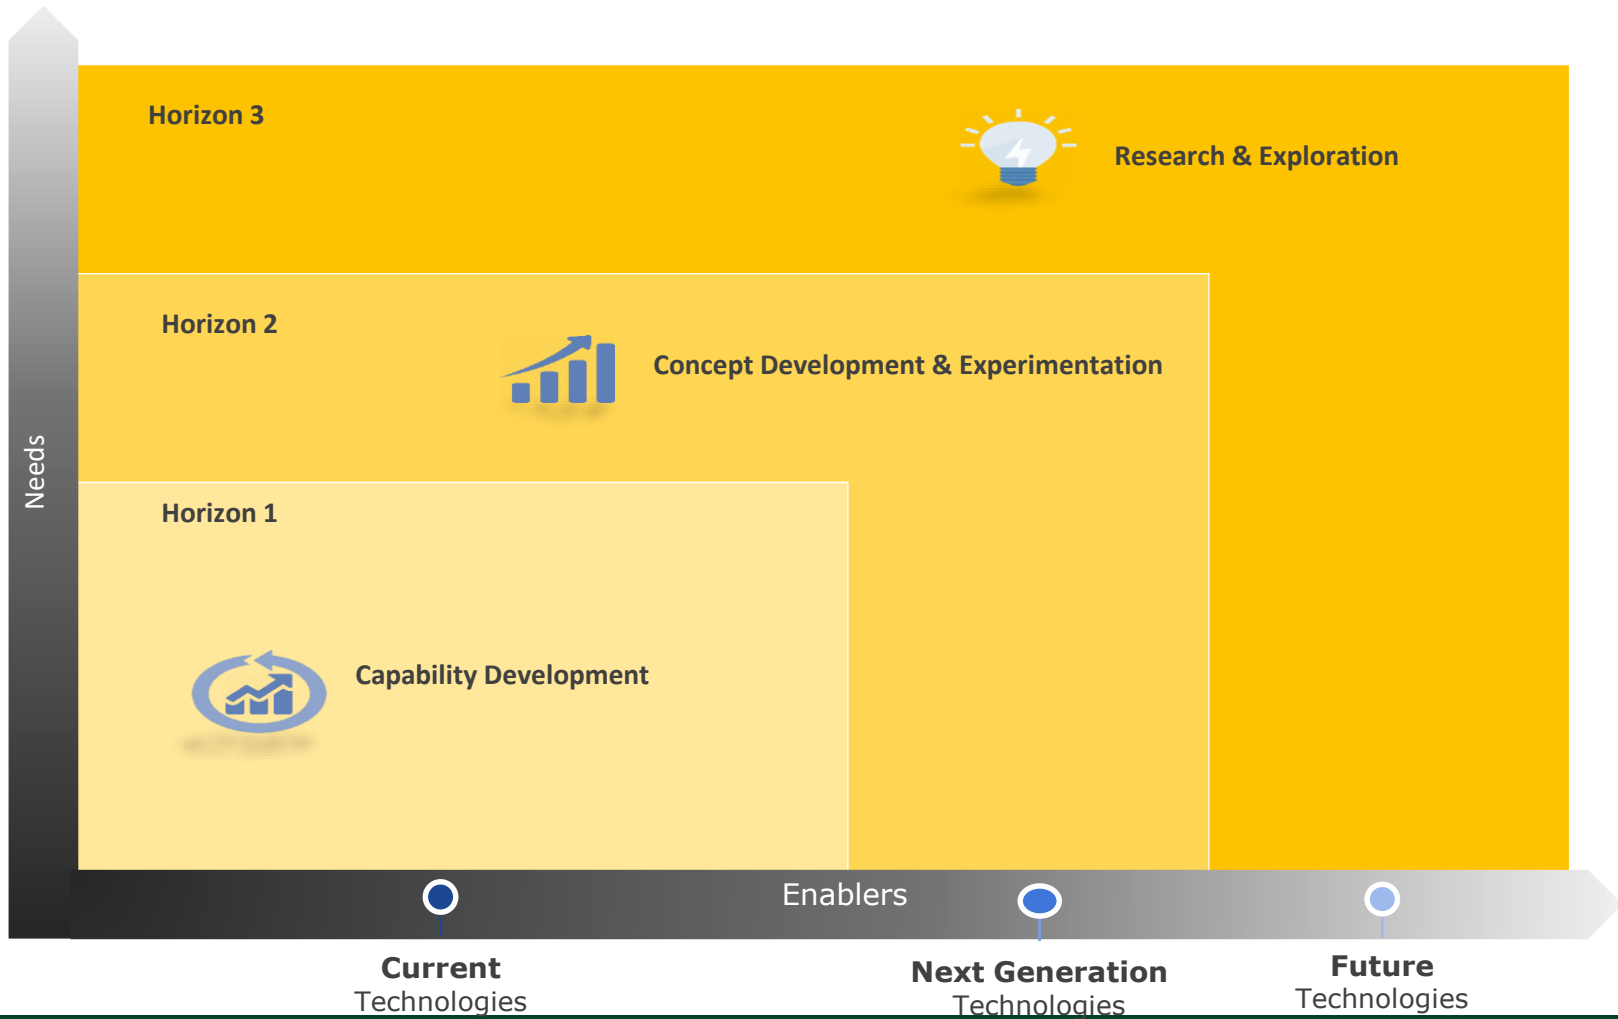 Horizon 3
Research & Exploration
Horizon 2
Concept Development & Experimentation
Needs
Horizon 1
Capability Development
Enablers
Current
Technologies
Next Generation
Technologies
Future
Technologies